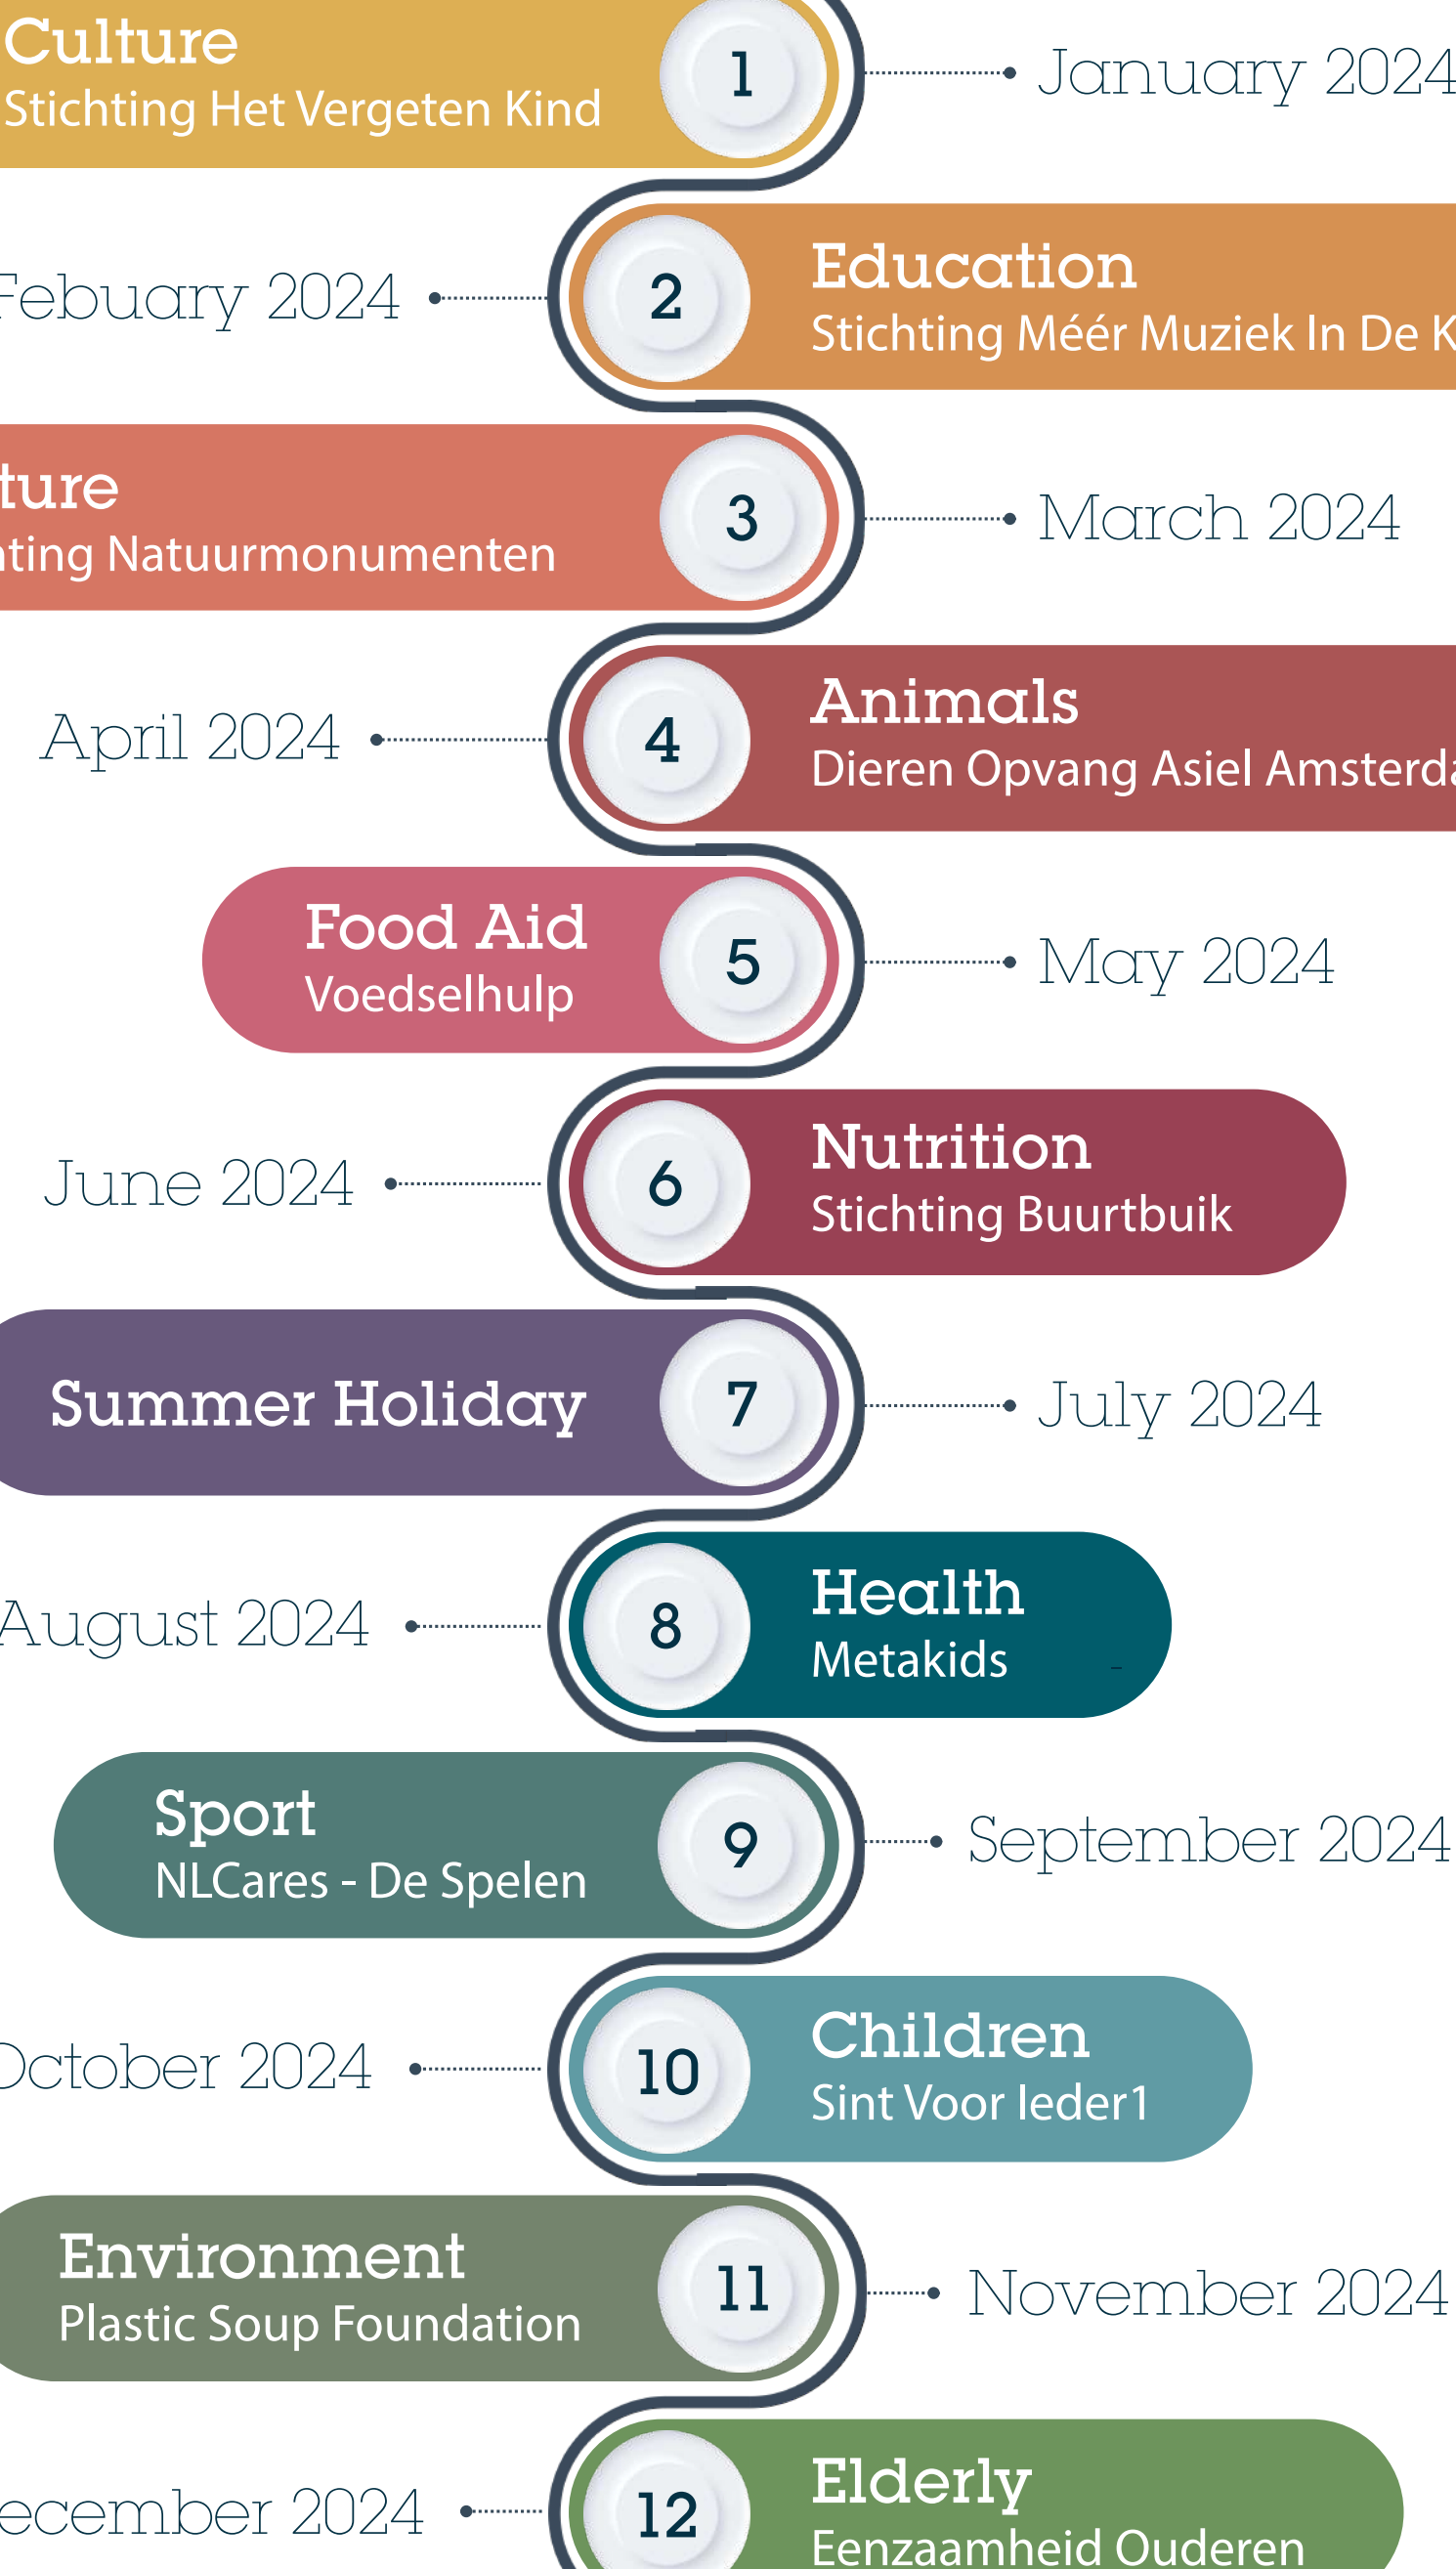 Culture
Stichting Het Vergeten Kind
1
January 2024
Febuary 2024
2
Education
Stichting Méér Muziek In De
ture
ting Natuurmonumenten
3
March 2024
April 2024
4
Animals
Dieren Opvang Asiel Amsterda
Food Aid
Voedselhulp
5
May 2024
June 2024
6
Nutrition
Stichting Buurtbuik
Summer Holiday
7
July 2024
August 2024
8
Health
Metakids
Sport
NLCares - De Spelen
9
September 2024
October 2024
10
Children
Sint Voor Ieder1
Environment
Plastic Soup Foundation
11
November 2024
ecember 2024
12
Elderly
Eenzaamheid Ouderen